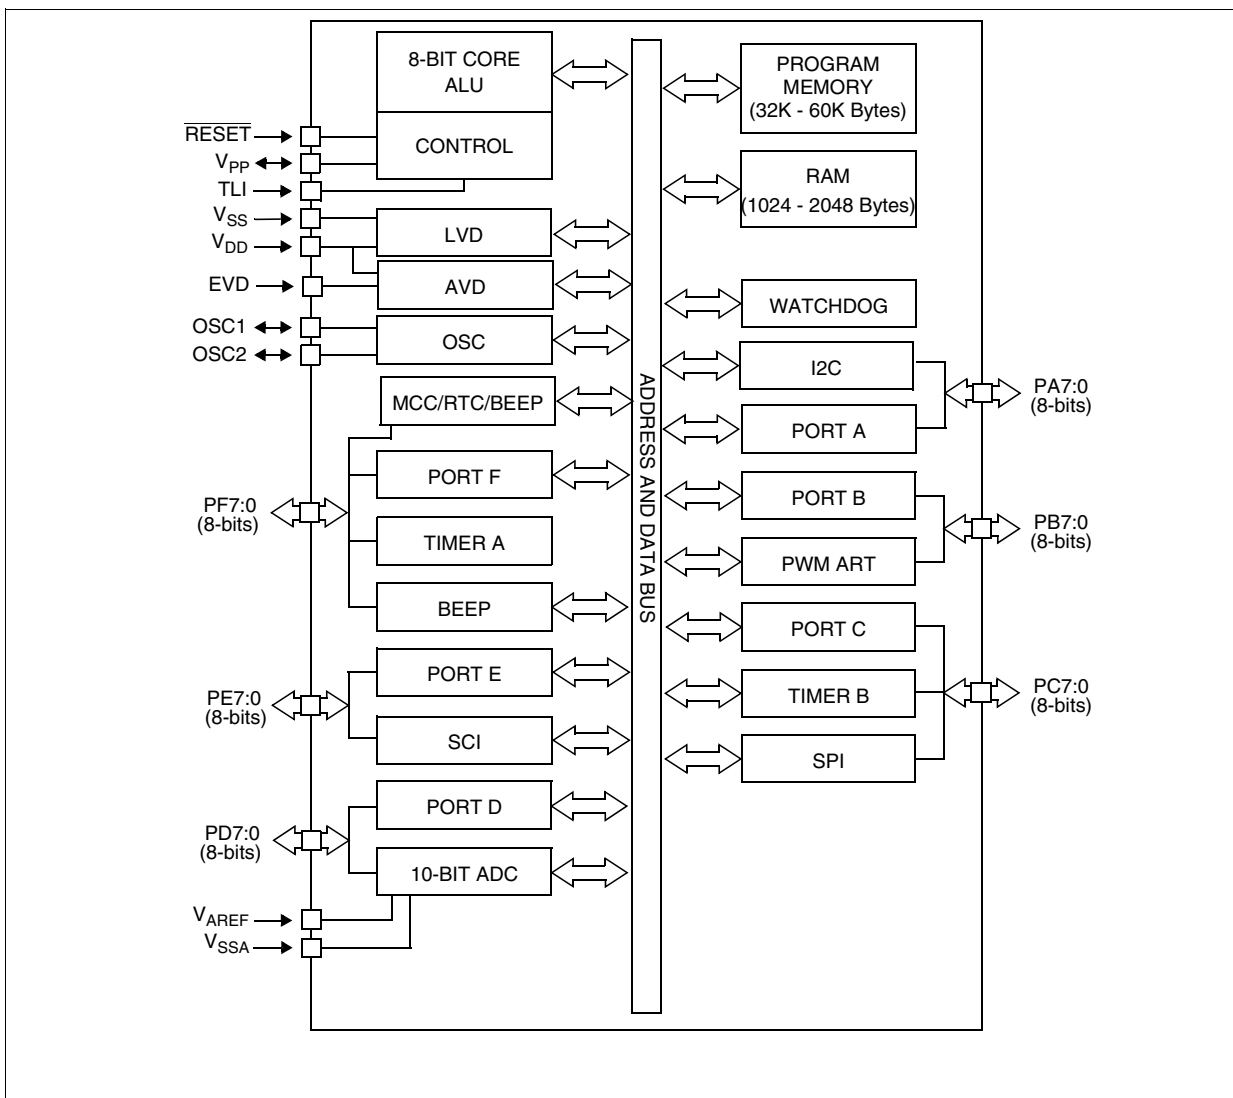 8-BIT CORE
ALU
CONTROL
RESET
VPP
TLI
VSS
VDD
EVD
OSC1
OSC2
LVD
AVD
OSC
MCC/RTC/BEEP
PORT F
TIMER A
BEEP
PF7:0
(8-bits)
PORT E
SCI
PE7:0
(8-bits)
PORT D
10-BIT ADC
PD7:0
(8-bits)
VAREF
VSSA
ADDRESS AND DATA BUS
PROGRAM
MEMORY
(32K - 60K Bytes)
RAM
(1024 - 2048 Bytes)
WATCHDOG
I2C
PORT A
PA7:0
(8-bits)
PORT B
PWM ART
PB7:0
(8-bits)
PORT C
TIMER B
SPI
PC7:0
(8-bits)